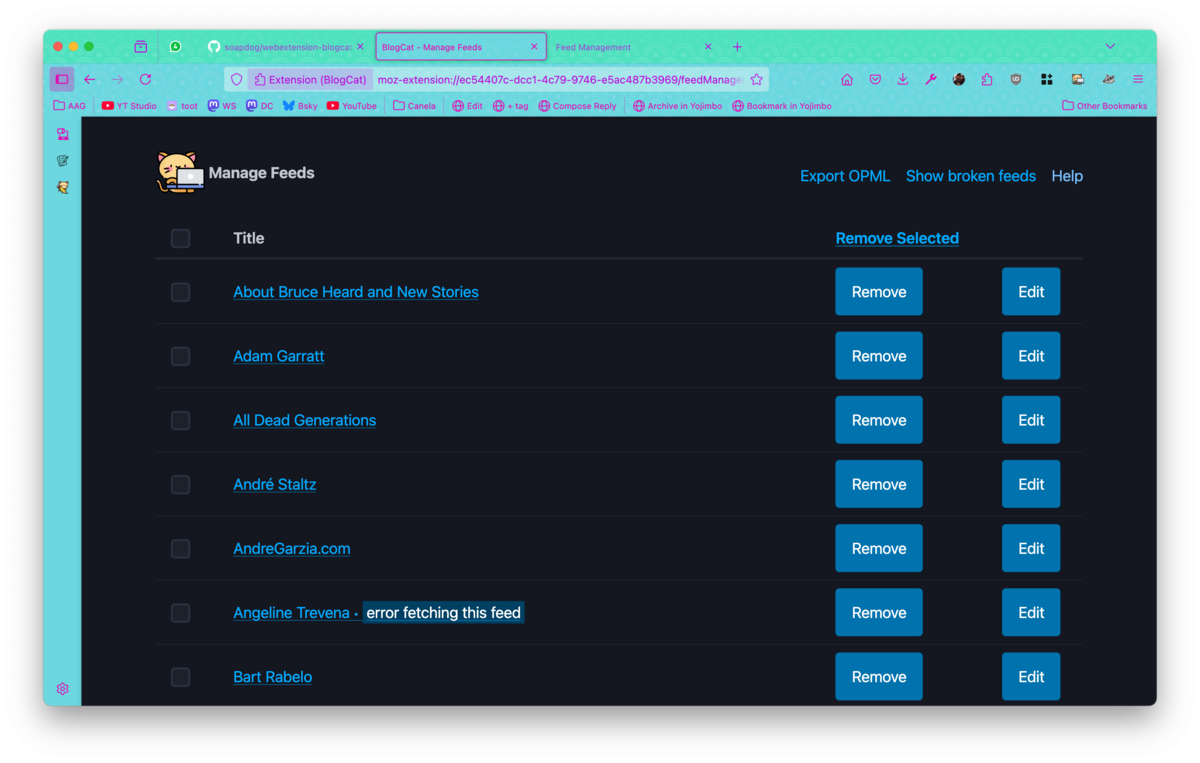 4
soapdog/webextension-blogcat
BlogCat - Manage Feeds
Feed Management
Extension (BlogCat)
moz-extension://ec54407c-dcc1-4c79-9746-e5ac487b3969/feedManage
AAG
YT Studio
toot
WS
DC
Bsky
YouTube
Canela
Edit
+ tag
Compose Reply
Archive in Yojimbo
Bookmark in Yojimbo
Other Bookmarks
Manage Feeds
Export OPML
Show broken feeds
Help
Title
Remove Selected
About Bruce Heard and New Stories
Remove
Edit
Adam Garratt
Remove
Edit
All Dead Generations
Remove
Edit
André Staltz
Remove
Edit
AndreGarzia.com
Remove
Edit
Angeline Trevena · error fetching this feed
Remove
Edit
Bart Rabelo
Remove
Edit